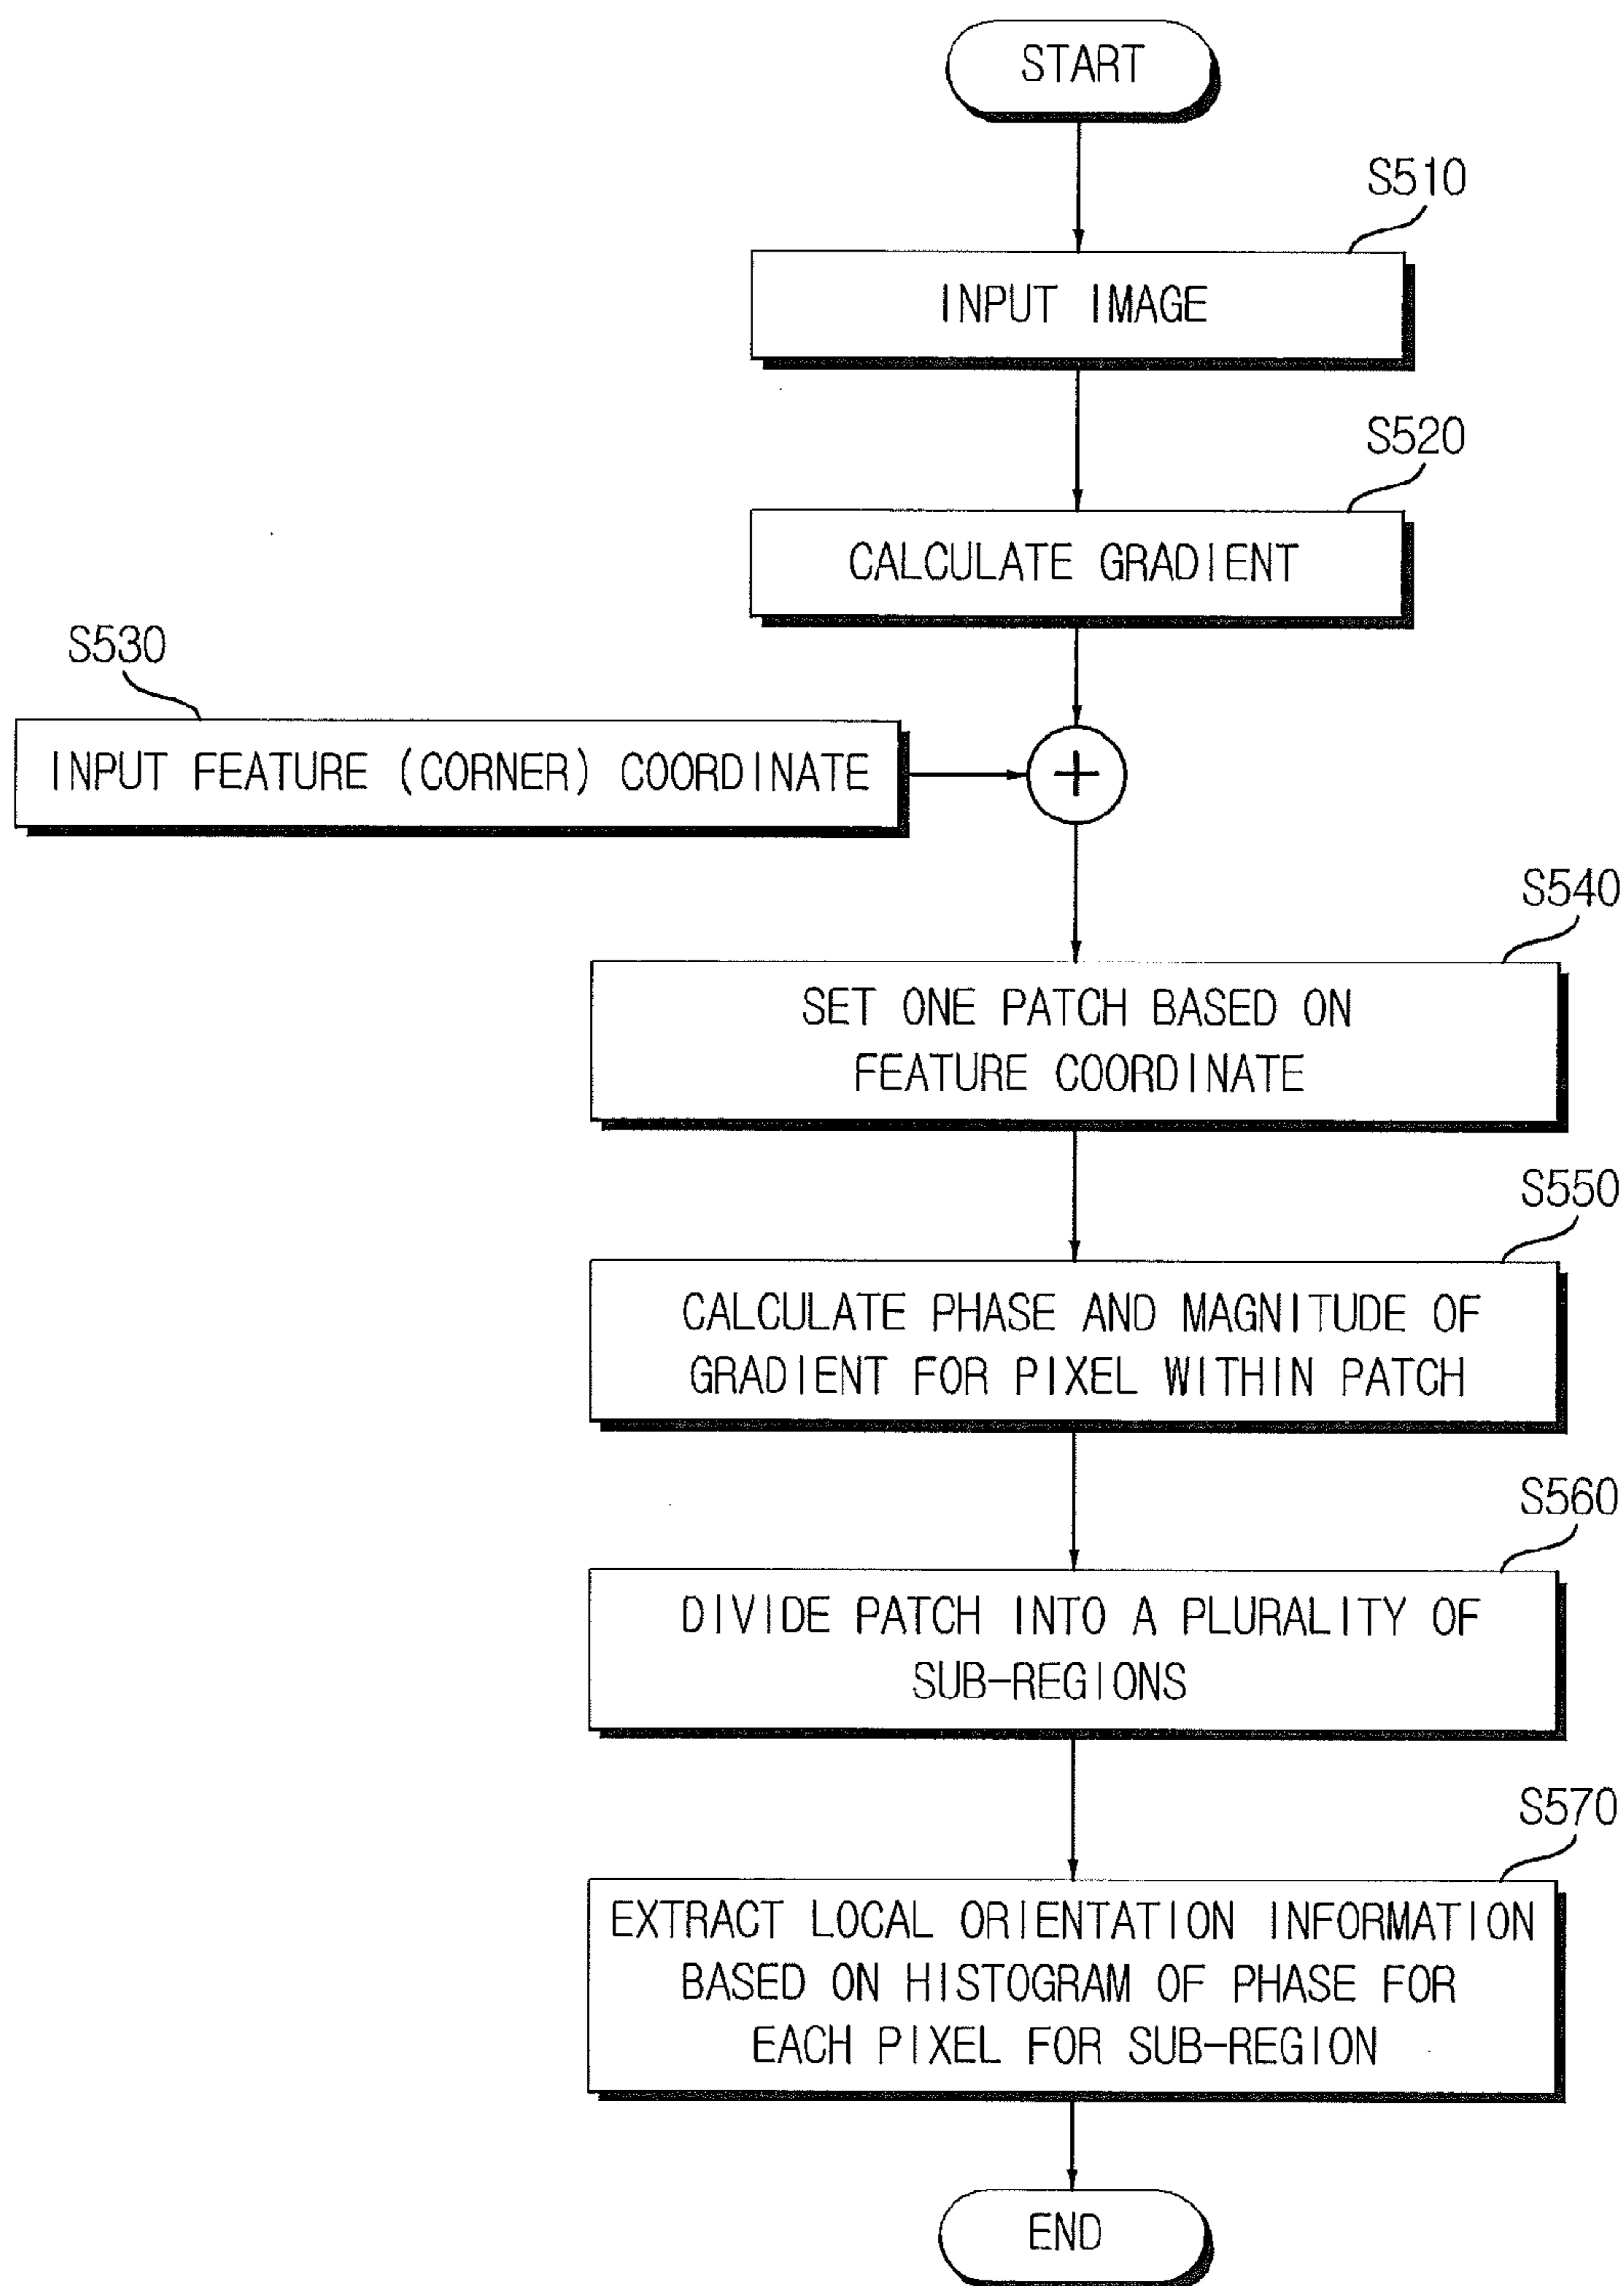 START
S510
INPUT IMAGE
S520
CALCULATE GRADIENT
S530
INPUT FEATURE (CORNER) COORDINATE
+
S540
SET ONE PATCH BASED ON
FEATURE COORDINATE
S550
CALCULATE PHASE AND MAGNITUDE OF
GRADIENT FOR PIXEL WITHIN PATCH
S560
DIVIDE PATCH INTO A PLURALITY OF
SUB-REGIONS
S570
EXTRACT LOCAL ORIENTATION INFORMATION
BASED ON HISTOGRAM OF PHASE FOR
EACH PIXEL FOR SUB-REGION
END